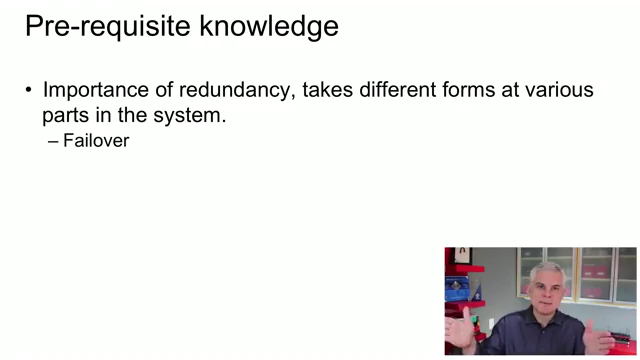 Pre-requisite knowledge
• Importance of redundancy, takes different forms at various
parts in the system.
– Failover